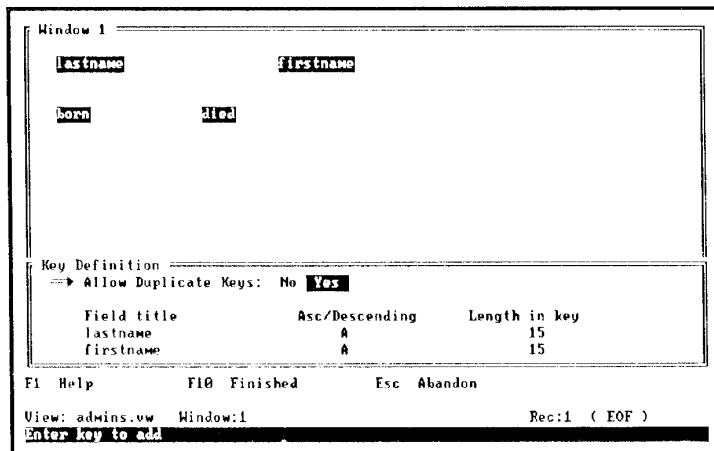 Window 1
lastname firstname
born died
Key Definition
Allow Duplicate Keys: No Yes
Field title Asc/Descending Length in key
lastname A 15
firstname A 15
F1 Help F10 Finished Esc Abandon
View: admins.vw Window:1 Rec:1 ( EOF )
Enter key to add